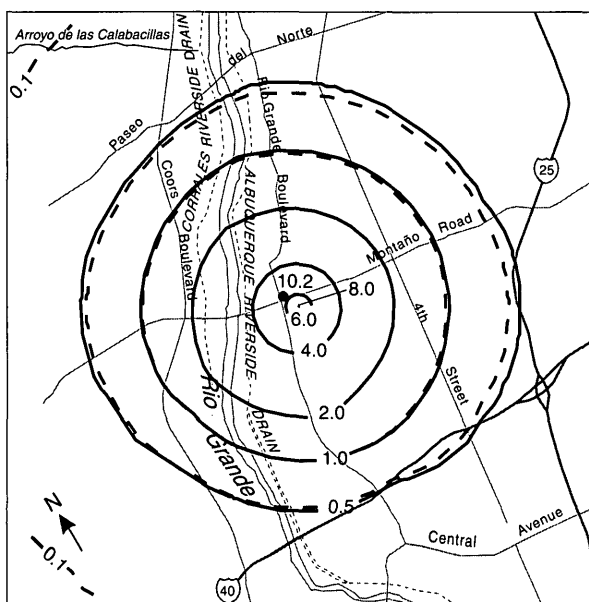 Arroyo de las Calabacillas
0.1
Paseo
del
Norte
CORRALES RIVERSIDE DRAIN
Rio Grande
Boulevard
Coors
Boulevard
ALBUQUERQUE RIVERSIDE
DRAIN
25
Montaño Road
10.2
8.0
6.0
4.0
4th
Street
2.0
Rio
Grande
1.0
0.5
N
0.1
Central
Avenue
40